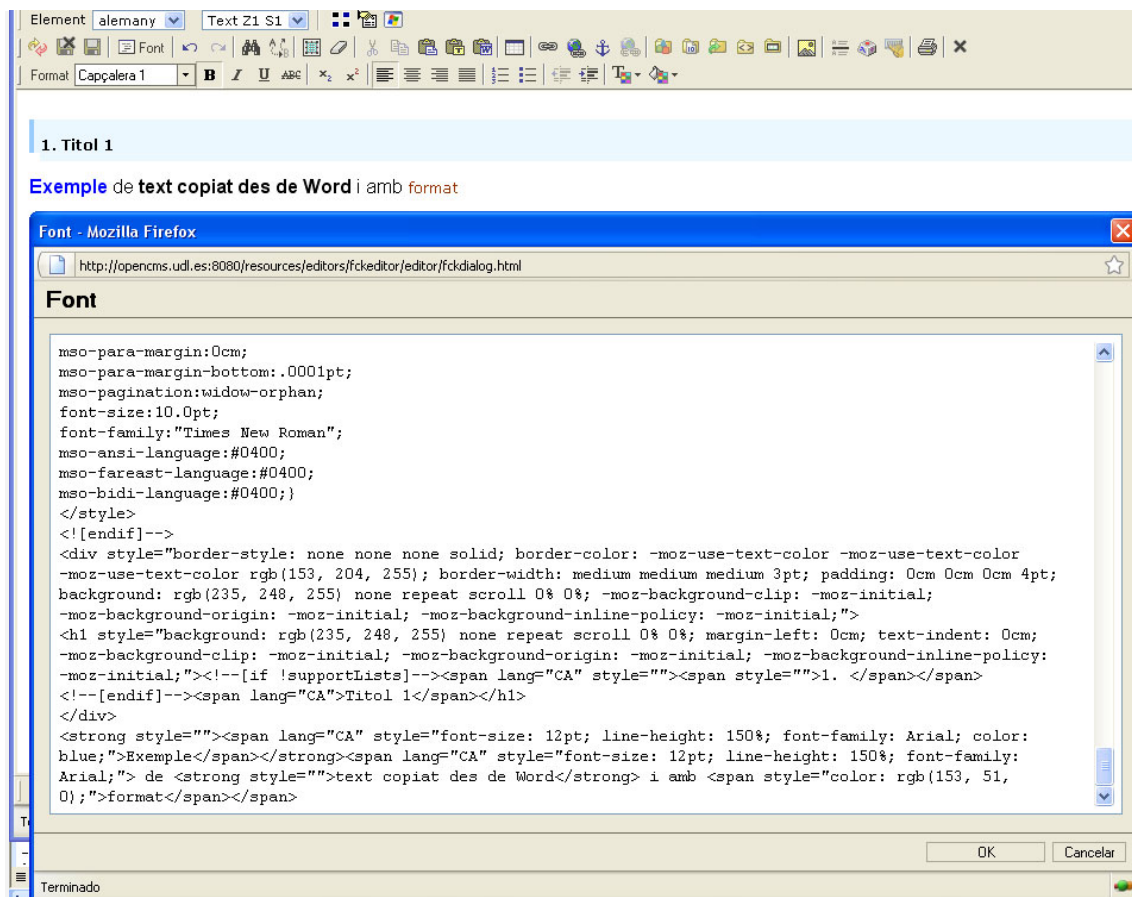 Element alemany Text Z1 S1
Font
Format Capçalera 1 B I U ABC
1. Titol 1
Exemple de text copiat des de Word i amb format
Font - Mozilla Firefox
http://opencms.udl.es:8080/resources/editors/fckeditor/editor/fckdialog.html
Font
mso-para-margin:0cm;
mso-para-margin-bottom:.0001pt;
mso-pagination:widow-orphan;
font-size:10.0pt;
font-family:"Times New Roman";
mso-ansi-language:#0400;
mso-fareast-language:#0400;
mso-bidi-language:#0400;}
</style>
<![endif]-->
<div style="border-style: none none none solid; border-color: -moz-use-text-color -moz-use-text-color
-moz-use-text-color rgb(153, 204, 255); border-width: medium medium medium 3pt; padding: 0cm 0cm 0cm 4pt;
background: rgb(235, 248, 255) none repeat scroll 0% 0%; -moz-background-clip: -moz-initial;
-moz-background-origin: -moz-initial; -moz-background-inline-policy: -moz-initial;">
<h1 style="background: rgb(235, 248, 255) none repeat scroll 0% 0%; margin-left: 0cm; text-indent: 0cm;
-moz-background-clip: -moz-initial; -moz-background-origin: -moz-initial; -moz-background-inline-policy:
-moz-initial;"><!--[if !supportLists]--><span lang="CA" style=""><span style="">1. </span></span>
<!--[endif]--><span lang="CA">Titol 1</span></h1>
</div>
<strong style=""><span lang="CA" style="font-size: 12pt; line-height: 150%; font-family: Arial; color:
blue;">Exemple</span></strong><span lang="CA" style="font-size: 12pt; line-height: 150%; font-family:
Arial;"> de <strong style="">text copiat des de Word</strong> i amb <span style="color: rgb(153, 51,
0);">format</span></span>
OK Cancelar
Terminado